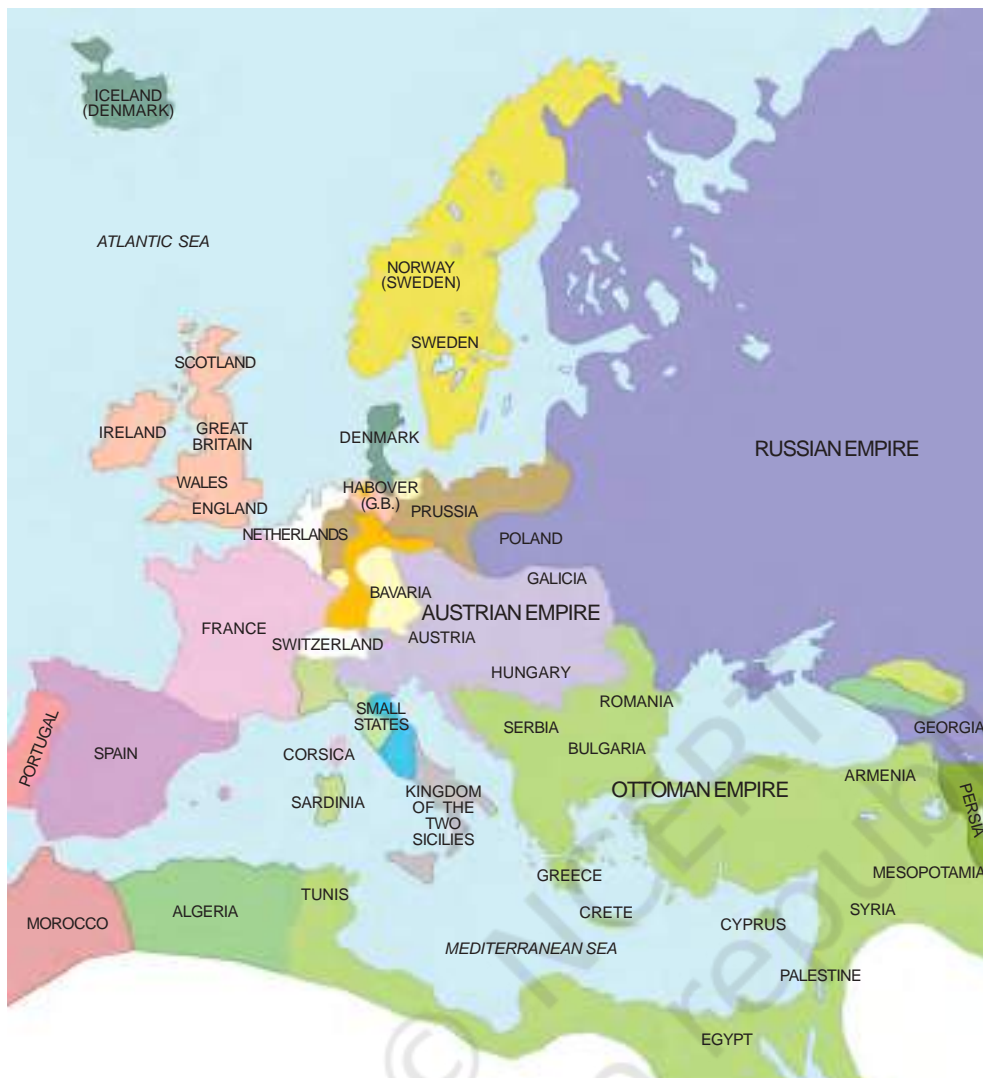 ICELAND
(DENMARK)
ATLANTIC SEA
NORWAY
(SWEDEN)
SWEDEN
SCOTLAND
IRELAND
GREAT
BRITAIN
DENMARK
RUSSIAN EMPIRE
WALES
HABOVER
(G.B.)
ENGLAND
PRUSSIA
NETHERLANDS
POLAND
GALICIA
BAVARIA
AUSTRIAN EMPIRE
FRANCE
AUSTRIA
SWITZERLAND
HUNGARY
ROMANIA
SMALL
STATES
PORTUGAL
SPAIN
CORSICA
SERBIA
BULGARIA
GEORGIA
SARDINIA
KINGDOM
OF THE
TWO
SICILIES
OTTOMAN EMPIRE
ARMENIA
PERSIA
GREECE
MESOPOTAMIA
TUNIS
ALGERIA
MOROCCO
CRETE
CYPRUS
SYRIA
MEDITERRANEAN SEA
PALESTINE
EGYPT
© NCERT
republ